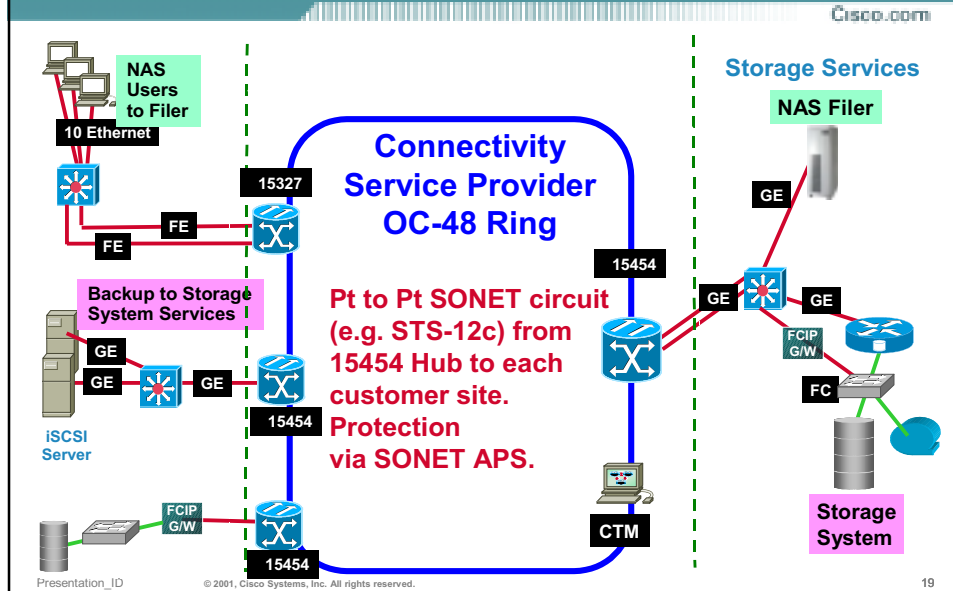 Cisco.com
NAS
Users
to Filer
10 Ethernet
FE
FE
15327
Backup to Storage
System Services
GE
GE
GE
15454
iSCSI
Server
FCIP
G/W
15454
Connectivity
Service Provider
OC-48 Ring
Pt to Pt SONET circuit
(e.g. STS-12c) from
15454 Hub to each
customer site.
Protection
via SONET APS.
15454
CTM
Storage Services
NAS Filer
GE
GE
GE
FCIP
G/W
FC
Storage
System
Presentation_ID
© 2001, Cisco Systems, Inc. All rights reserved.
19